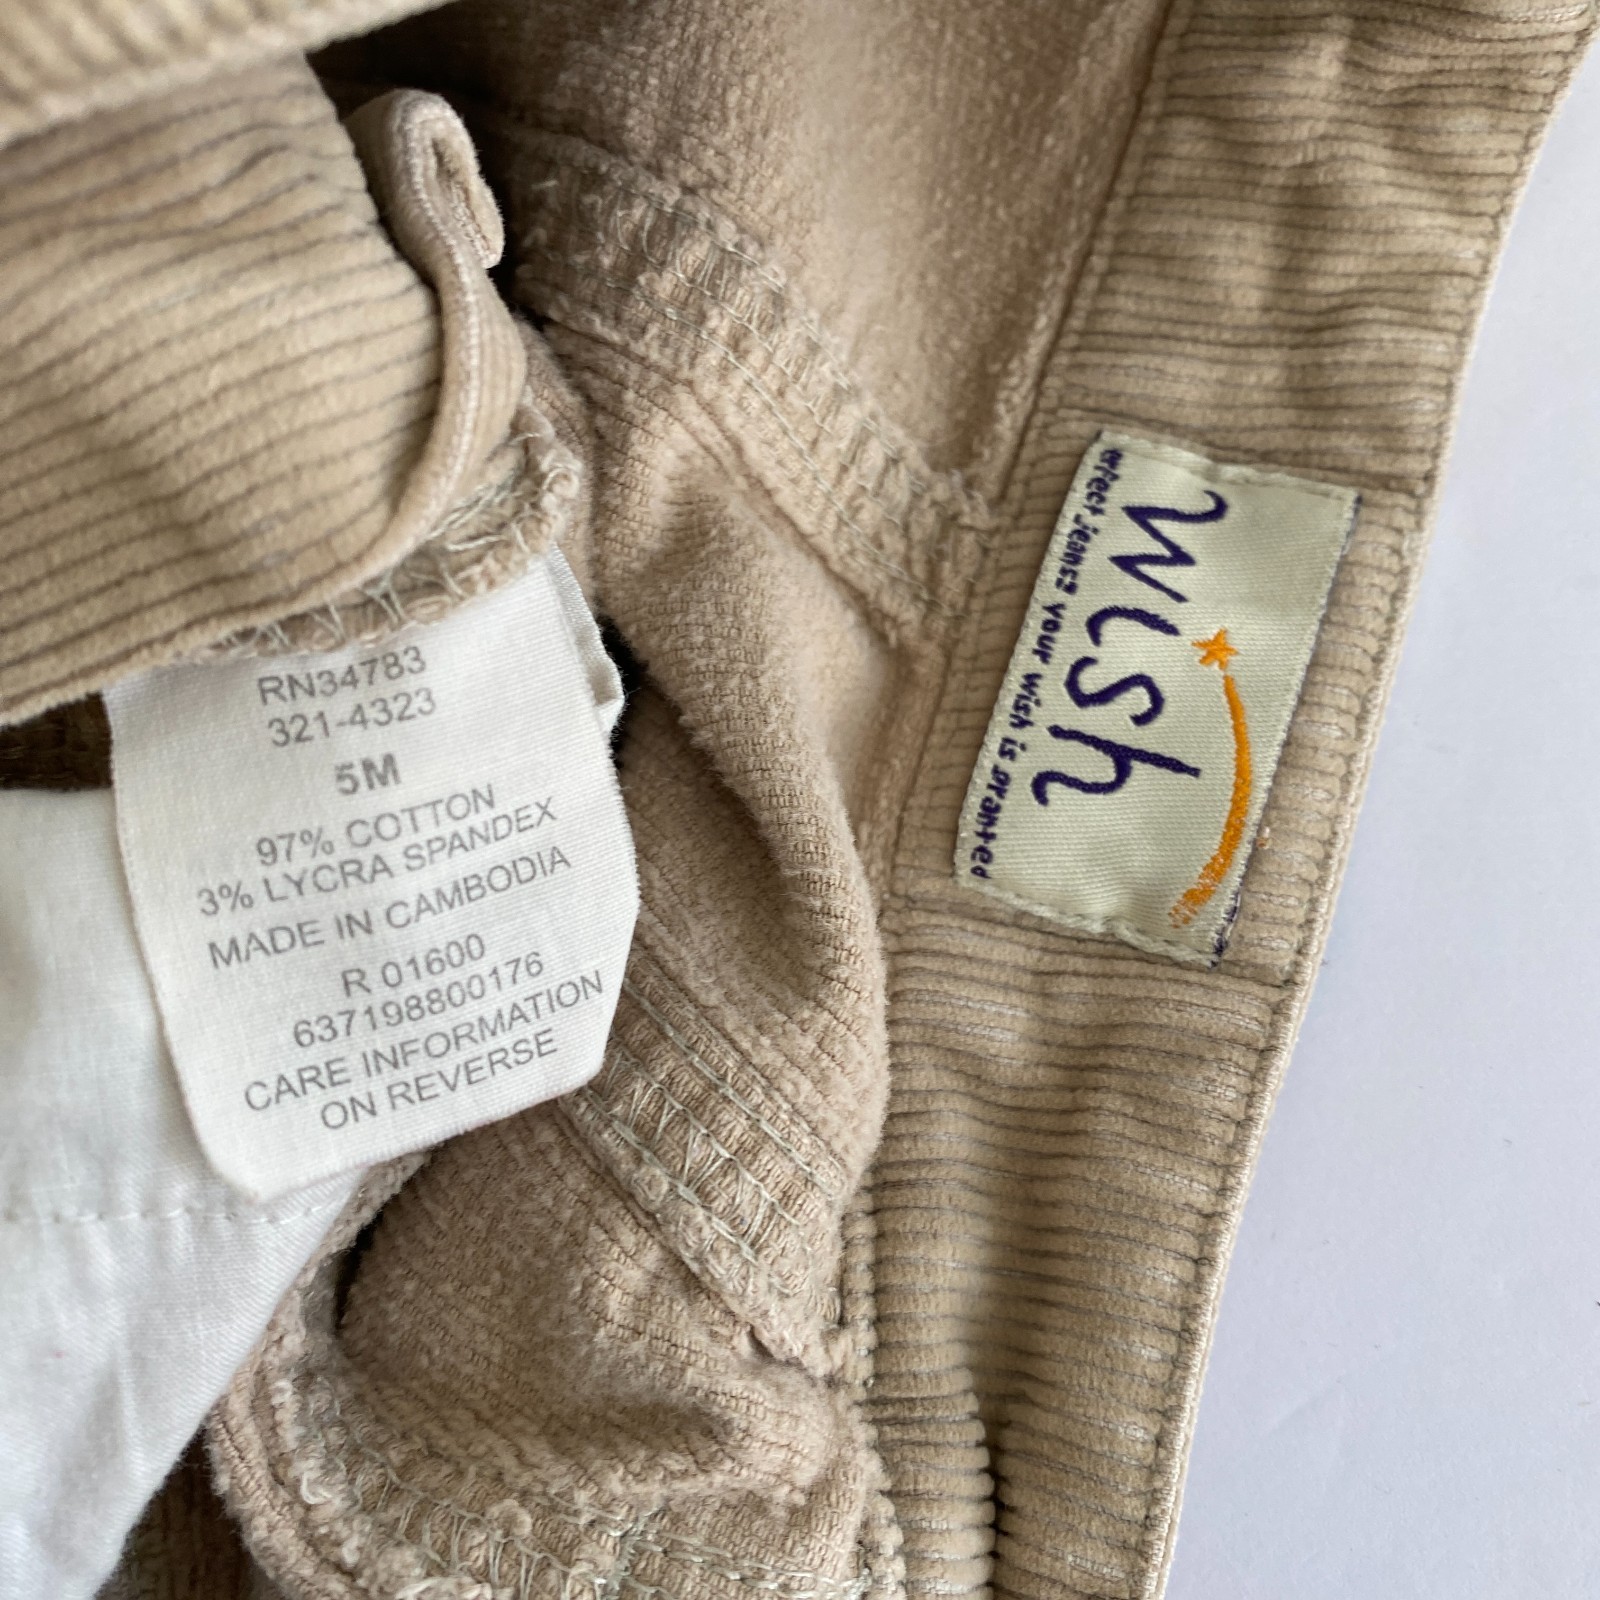 RN34783
321-4323
5M
97% COTTON
3% LYCRA SPANDEX
MADE IN CAMBODIA
R 01600
637198800176
CARE INFORMATION
ON REVERSE
wish
jeanez your wish is granted